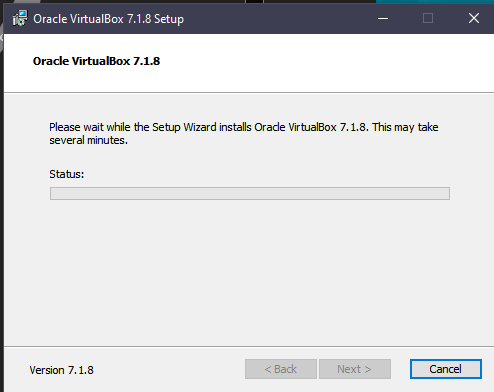 Oracle VirtualBox 7.1.8 Setup
Oracle VirtualBox 7.1.8
Please wait while the Setup Wizard installs Oracle VirtualBox 7.1.8. This may take
several minutes.
Status:
Version 7.1.8
< Back
Next >
Cancel